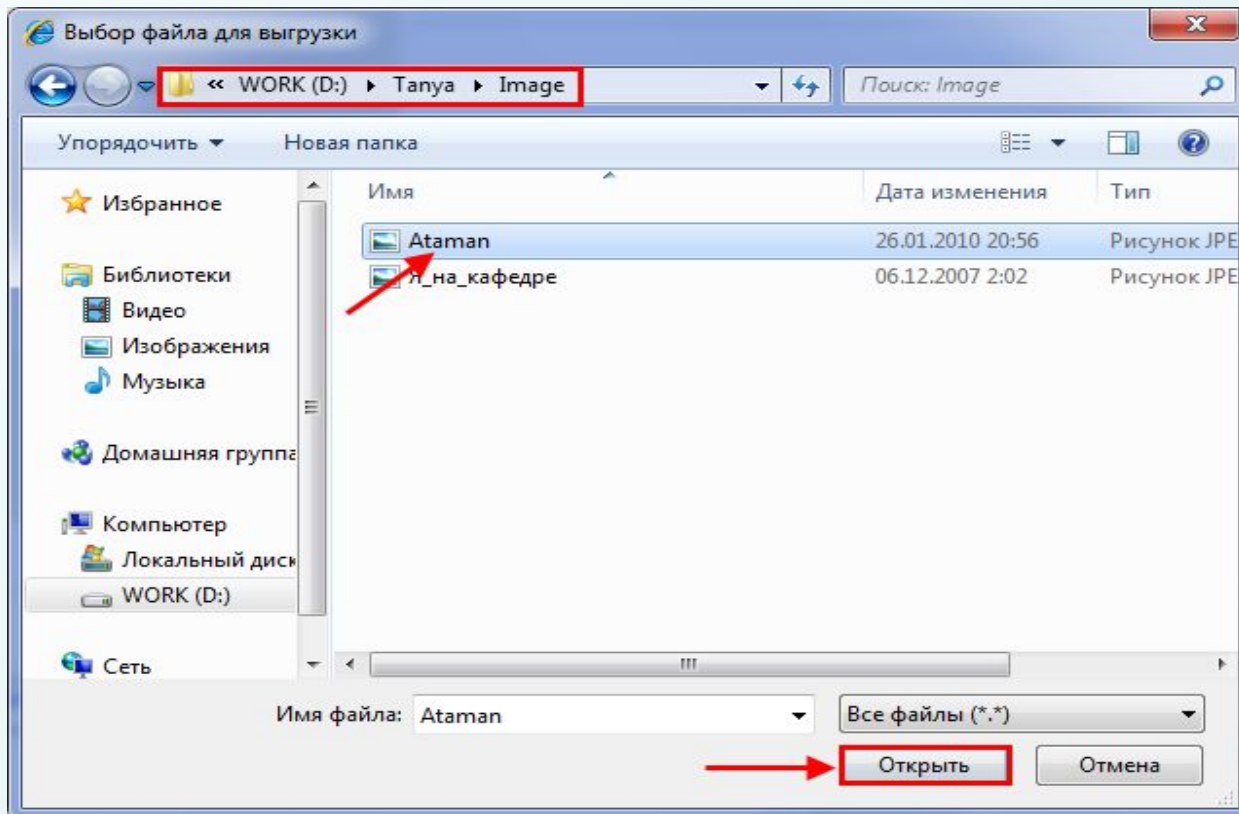 Выбор файла для выгрузки
« WORK (D:) Tanya Image Поиск: Image
Упорядочить Новая папка
Имя Дата изменения Тип
Избранное
Ataman 26.01.2010 20:56 Рисунок JPE
Библиотеки
Я_на_кафедре 06.12.2007 2:02 Рисунок JPE
Видео
Изображения
Музыка
Домашняя группа
Компьютер
Локальный диск
WORK (D:)
Сеть
Имя файла: Ataman Все файлы (*.*)
Открыть Отмена